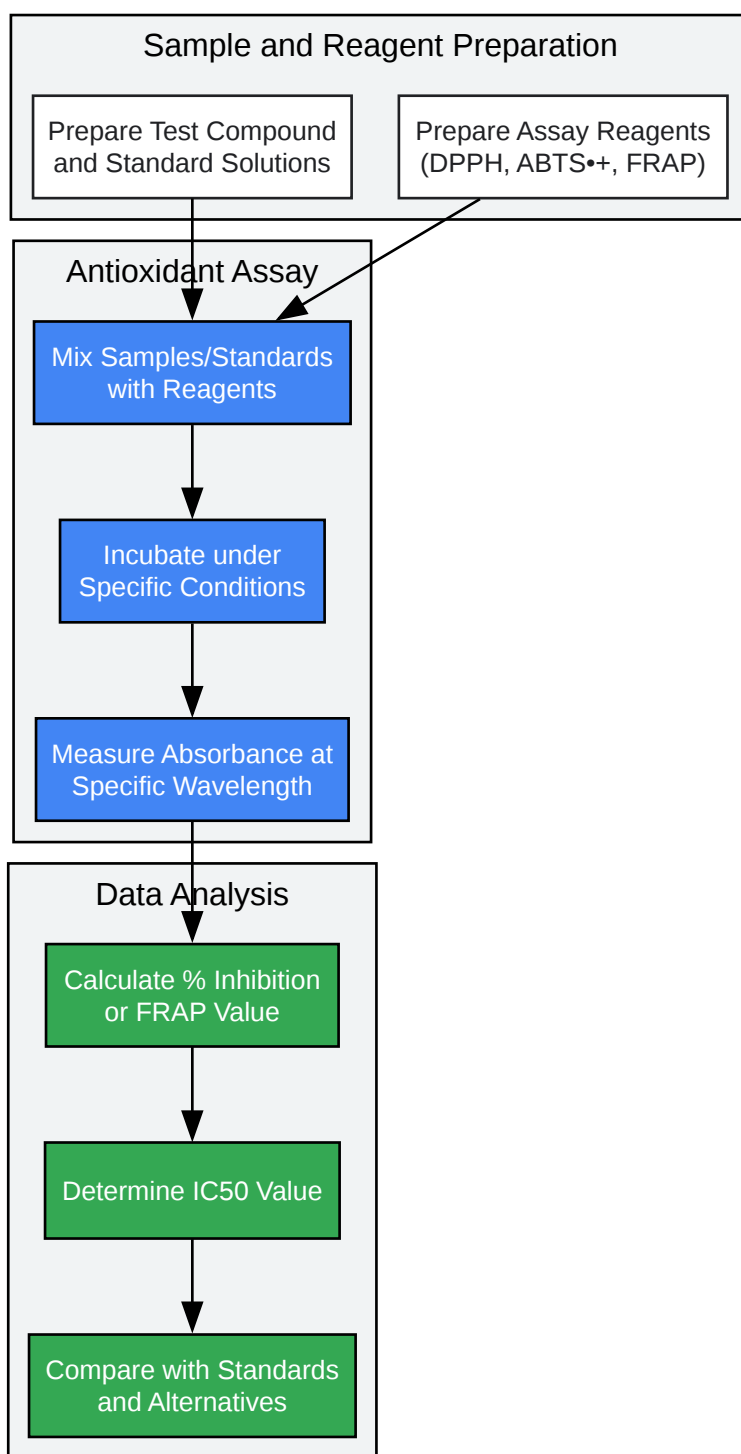 Sample and Reagent Preparation
Prepare Test Compound
and Standard Solutions
Prepare Assay Reagents
(DPPH, ABTS•+, FRAP)
Antioxidant Assay
Mix Samples/Standards
with Reagents
Incubate under
Specific Conditions
Measure Absorbance at
Specific Wavelength
Data Analysis
Calculate % Inhibition
or FRAP Value
Determine IC50 Value
Compare with Standards
and Alternatives